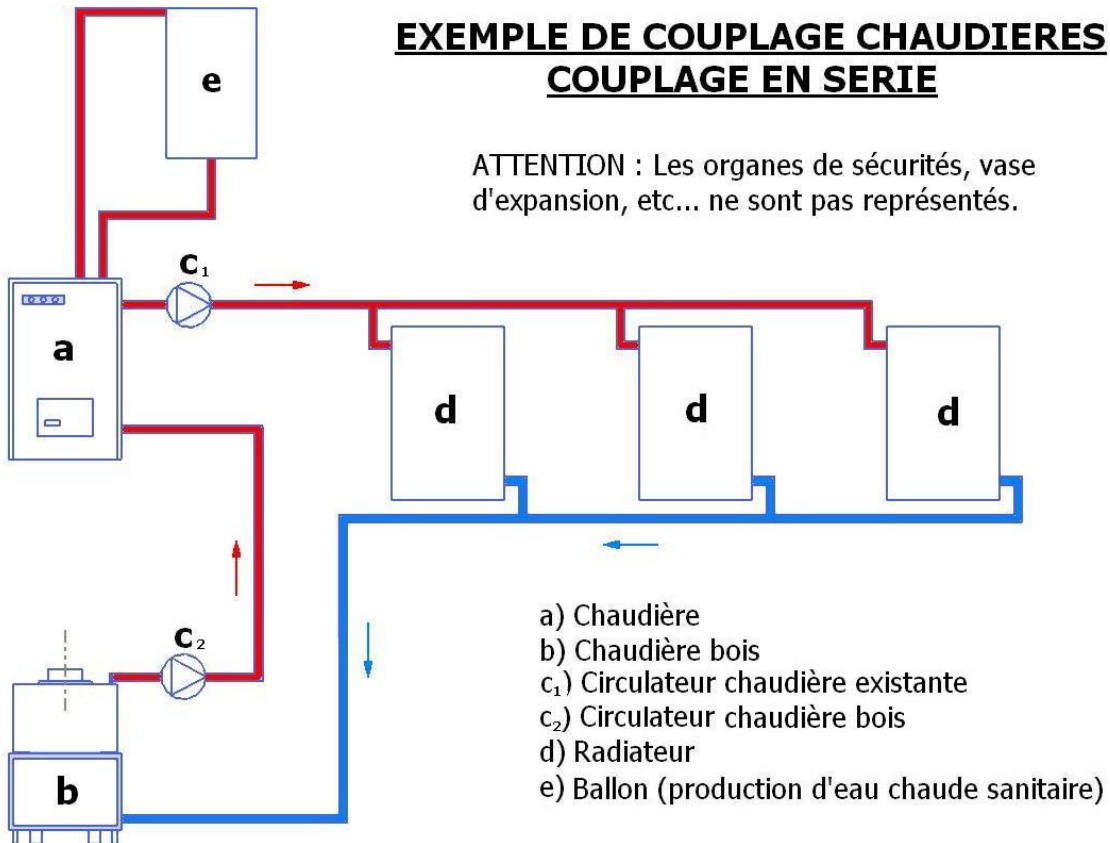 EXEMPLE DE COUPLAGE CHAUDIERES
COUPLAGE EN SERIE
ATTENTION : Les organes de sécurités, vase
d'expansion, etc... ne sont pas représentés.
e
c₁
a
d
d
d
c₂
b
a) Chaudière
b) Chaudière bois
c₁) Circulateur chaudière existante
c₂) Circulateur chaudière bois
d) Radiateur
e) Ballon (production d'eau chaude sanitaire)